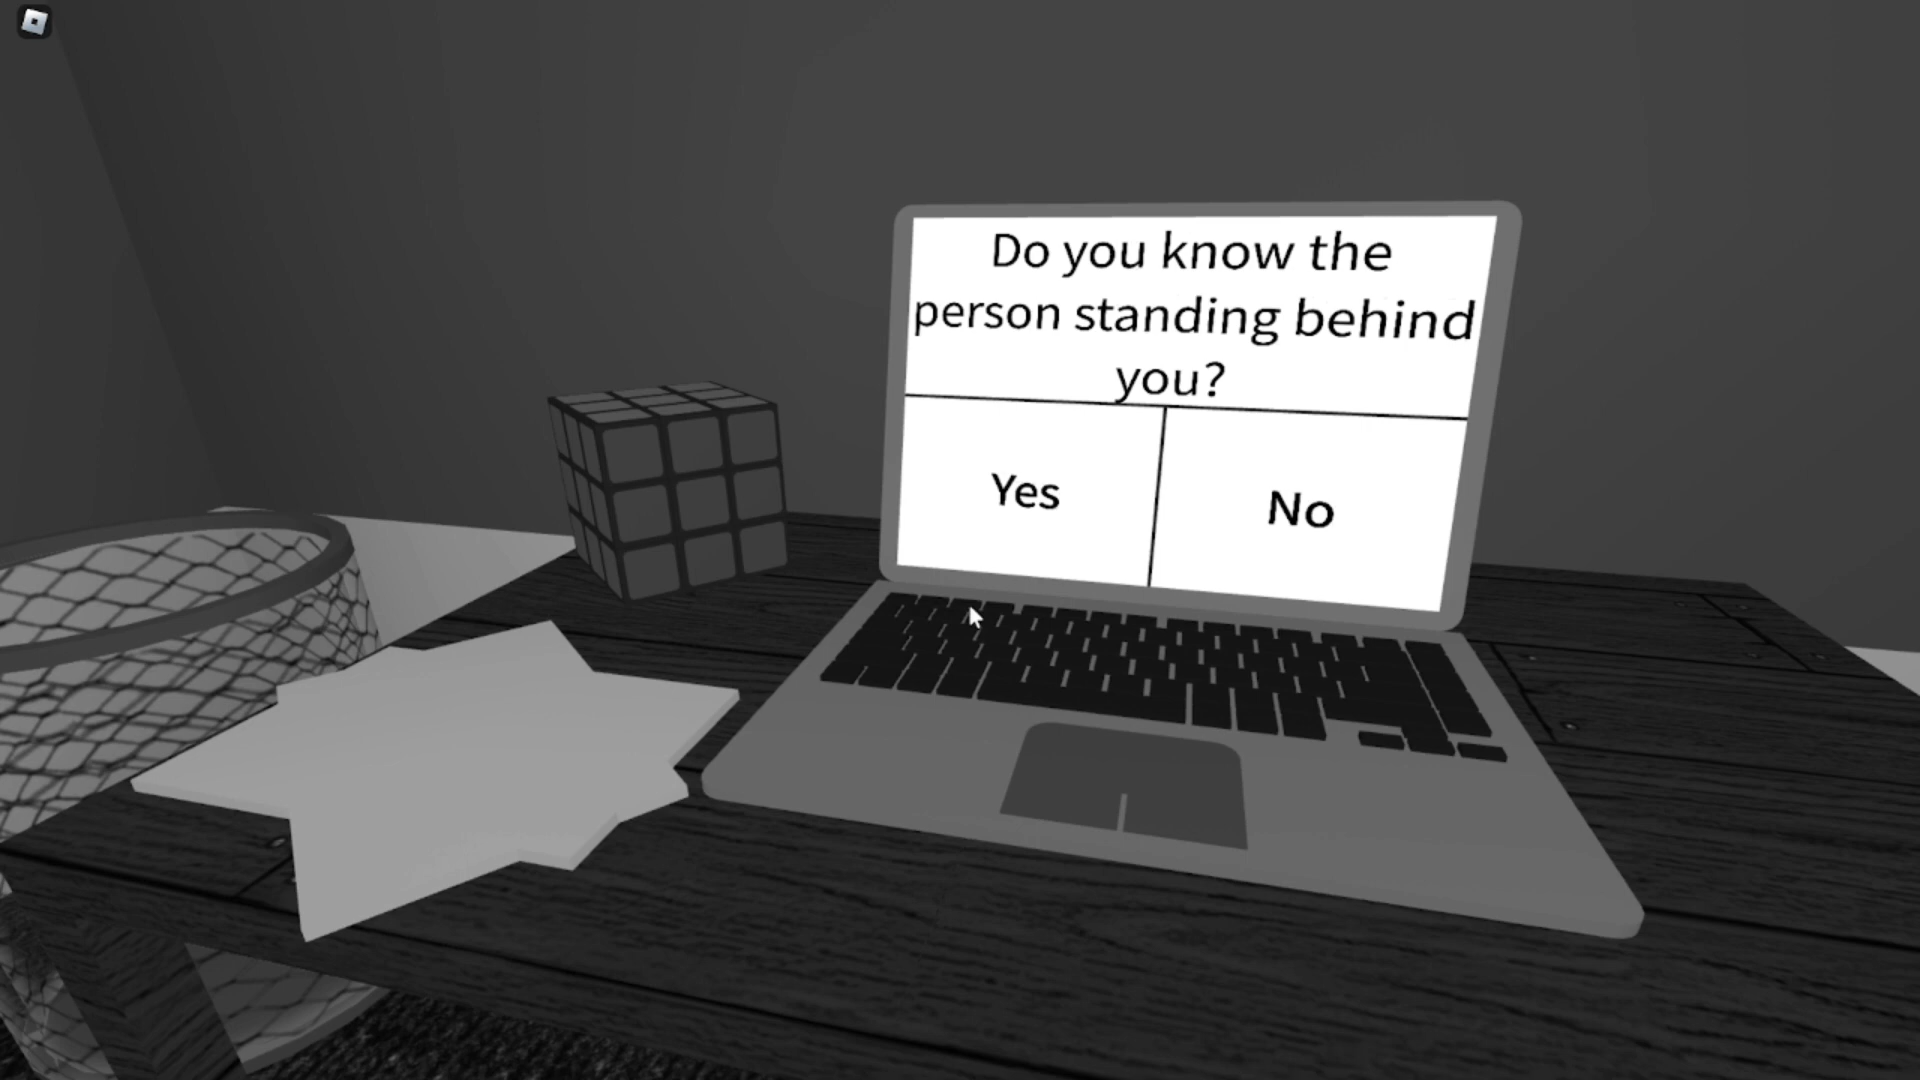 Do you know the
person standing behind
you?
Yes
No